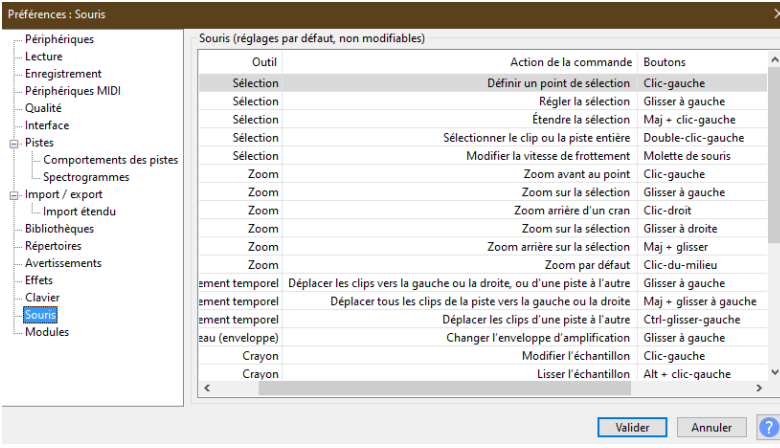 Préférences : Souris
Périphériques
Lecture
Enregistrement
Périphériques MIDI
Qualité
Interface
Pistes
Comportements des pistes
Spectrogrammes
Import / export
Import étendu
Bibliothèques
Répertoires
Avertissements
Effets
Clavier
Souris
Modules
Souris (réglages par défaut, non modifiables)
Outil Action de la commande Boutons
Sélection Définir un point de sélection Clic-gauche
Sélection Régler la sélection Glisser à gauche
Sélection Étendre la sélection Maj + clic-gauche
Sélection Sélectionner le clip ou la piste entière Double-clic-gauche
Sélection Modifier la vitesse de frottement Molette de souris
Zoom Zoom avant au point Clic-gauche
Zoom Zoom sur la sélection Glisser à gauche
Zoom Zoom arrière d'un cran Clic-droit
Zoom Zoom sur la sélection Glisser à droite
Zoom Zoom arrière sur la sélection Maj + glisser
Zoom Zoom par défaut Clic-du-milieu
ement temporel Déplacer les clips vers la gauche ou la droite, ou d'une piste à l'autre Glisser à gauche
ement temporel Déplacer tous les clips de la piste vers la gauche ou la droite Maj + glisser à gauche
ement temporel Déplacer les clips d'une piste à l'autre Ctrl-glisser-gauche
eau (enveloppe) Changer l'enveloppe d'amplification Glisser à gauche
Crayon Modifier l'échantillon Clic-gauche
Crayon Lisser l'échantillon Alt + clic-gauche
Valider Annuler ?